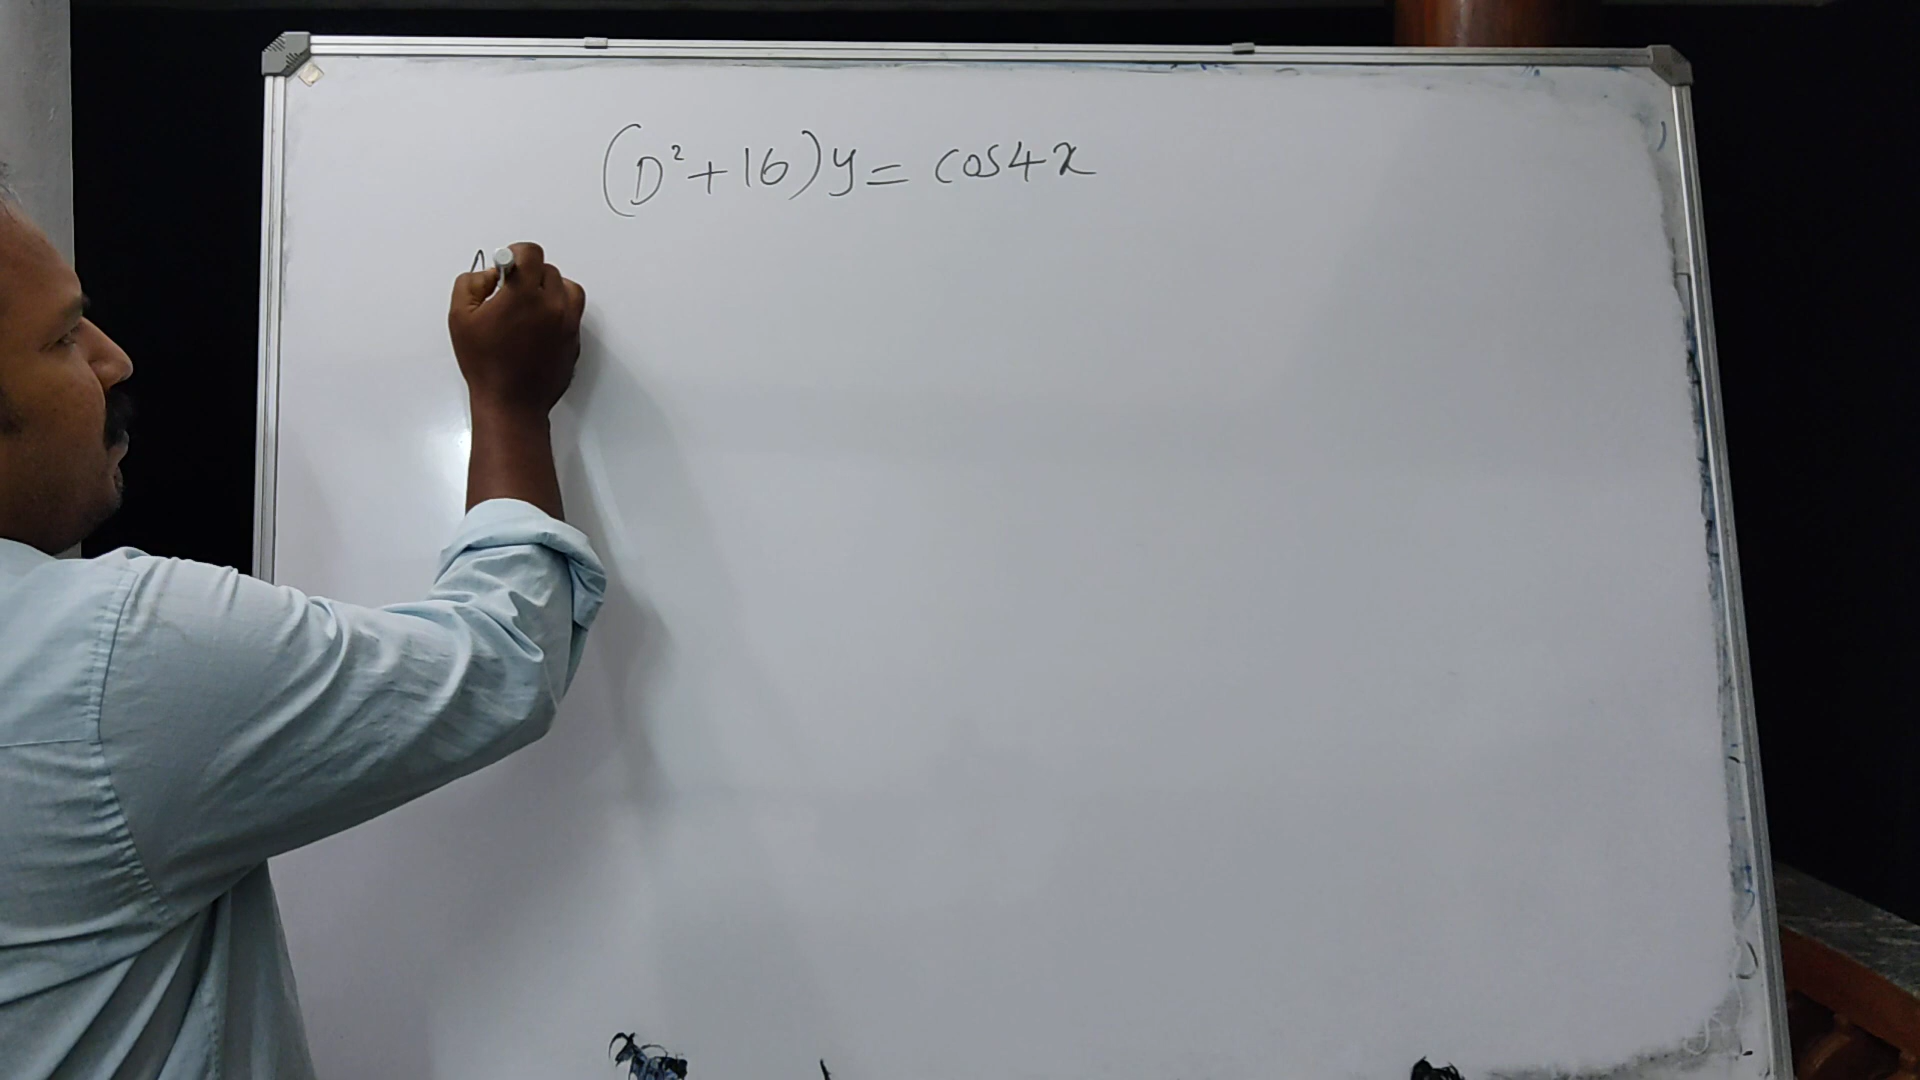 (D²+16)y = cos4x
A